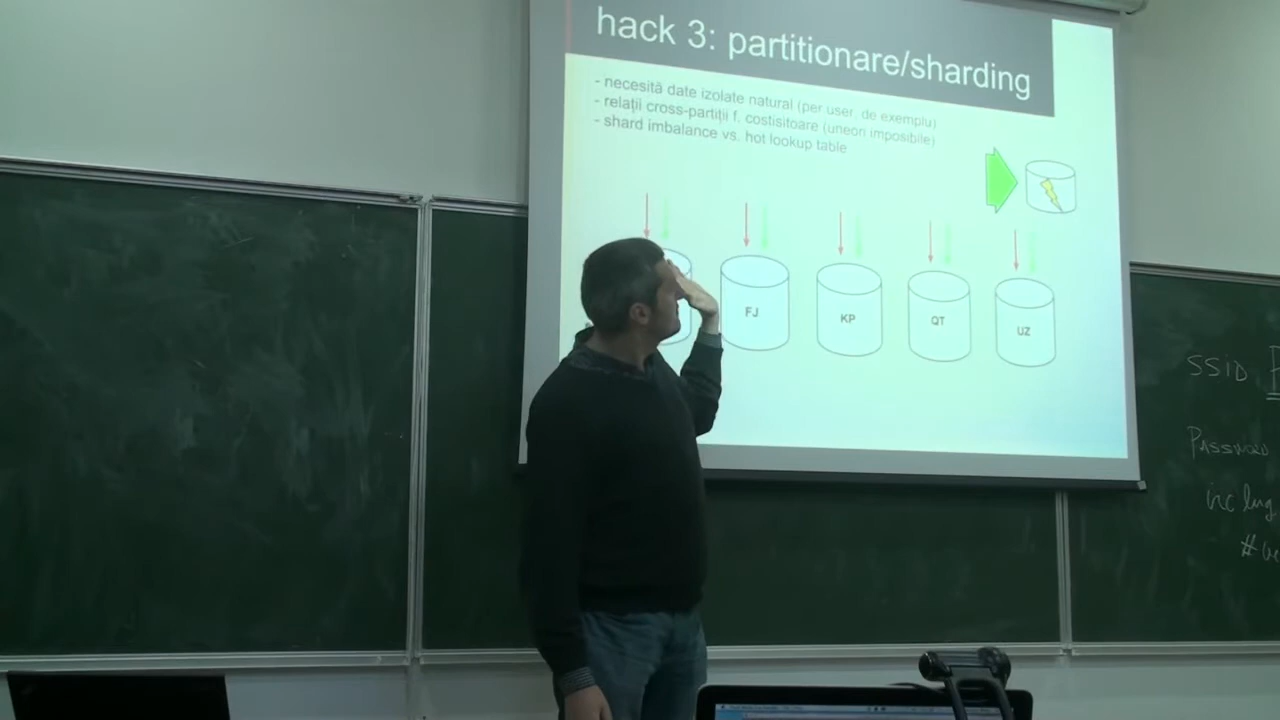 hack 3: partitionare/sharding
- necesită date izolate natural (per user, de exemplu)
- relații cross-partiții f. costisitoare (uneori imposibile)
- shard imbalance vs. hot lookup table
FJ
KP
QT
UZ
SSID
Password
irc